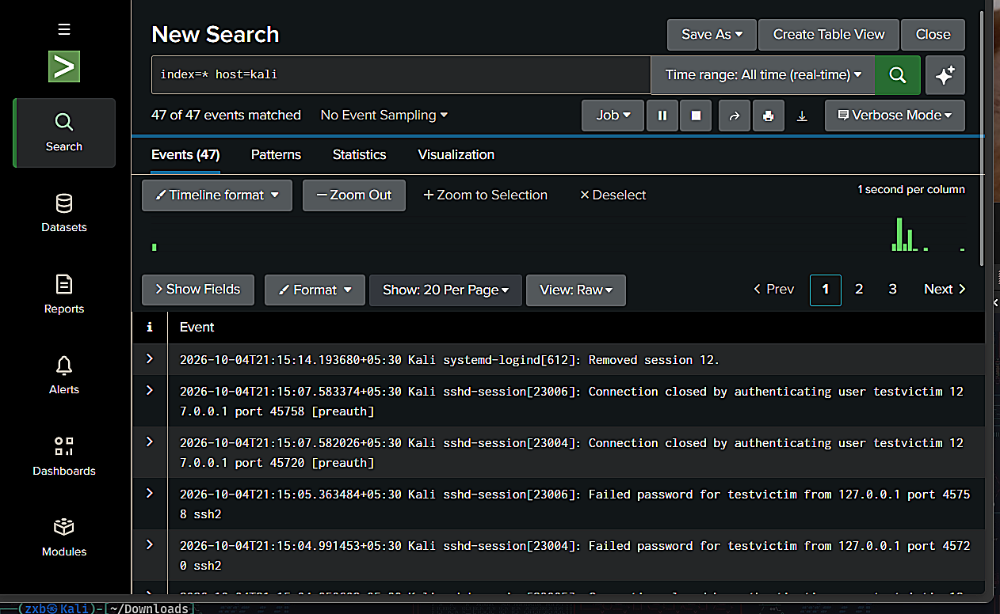 New Search
Save As
Create Table View
Close
index=* host=kali
Time range: All time (real-time)
47 of 47 events matched
No Event Sampling
Job
Verbose Mode
Search
Events (47)
Patterns
Statistics
Visualization
Timeline format
Zoom Out
+ Zoom to Selection
× Deselect
1 second per column
Datasets
Show Fields
Format
Show: 20 Per Page
View: Raw
< Prev
1
2
3
Next >
Reports
i
Event
2026-10-04T21:15:14.193680+05:30 Kali systemd-logind[612]: Removed session 12.
Alerts
2026-10-04T21:15:07.583374+05:30 Kali sshd-session[23006]: Connection closed by authenticating user testvictim 12
7.0.0.1 port 45758 [preauth]
2026-10-04T21:15:07.582026+05:30 Kali sshd-session[23004]: Connection closed by authenticating user testvictim 12
7.0.0.1 port 45720 [preauth]
Dashboards
2026-10-04T21:15:05.363484+05:30 Kali sshd-session[23006]: Failed password for testvictim from 127.0.0.1 port 4575
8 ssh2
Modules
2026-10-04T21:15:04.991453+05:30 Kali sshd-session[23004]: Failed password for testvictim from 127.0.0.1 port 4572
0 ssh2
(zxb㉿Kali)-[~/Downloads]